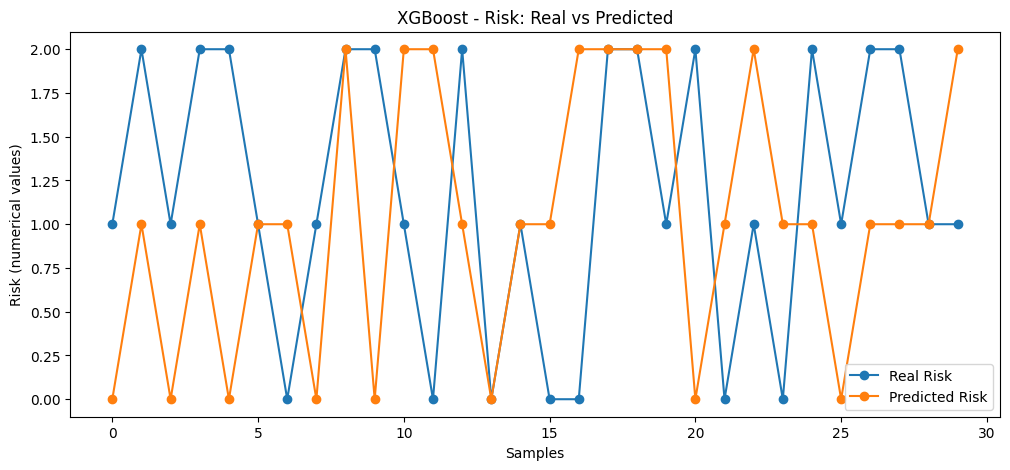 XGBoost - Risk: Real vs Predicted
Risk (numerical values)
2.00
1.75
1.50
1.25
1.00
0.75
0.50
0.25
0.00
Real Risk
Predicted Risk
0 5 10 15 20 25 30
Samples